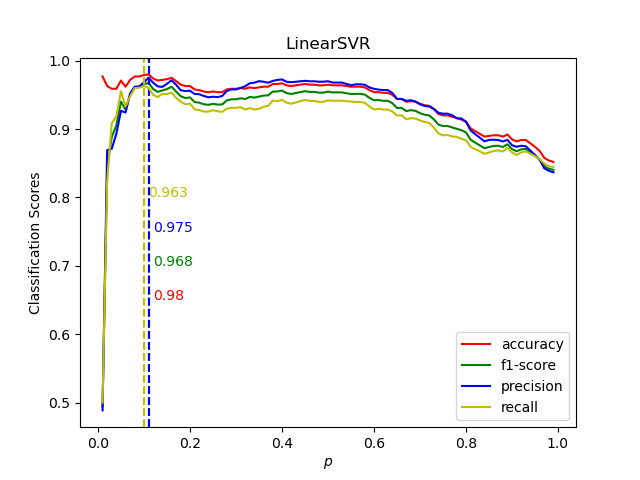 LinearSVR
1.0
0.9
0.8
0.7
0.6
0.5
Classification Scores
0.963
0.975
0.968
0.98
accuracy
f1-score
precision
recall
0.0 0.2 0.4 0.6 0.8 1.0
p